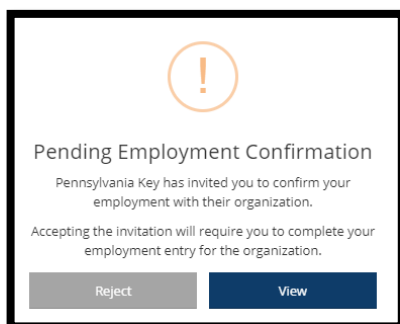 !
Pending Employment Confirmation
Pennsylvania Key has invited you to confirm your
employment with their organization.
Accepting the invitation will require you to complete your
employment entry for the organization.
Reject
View